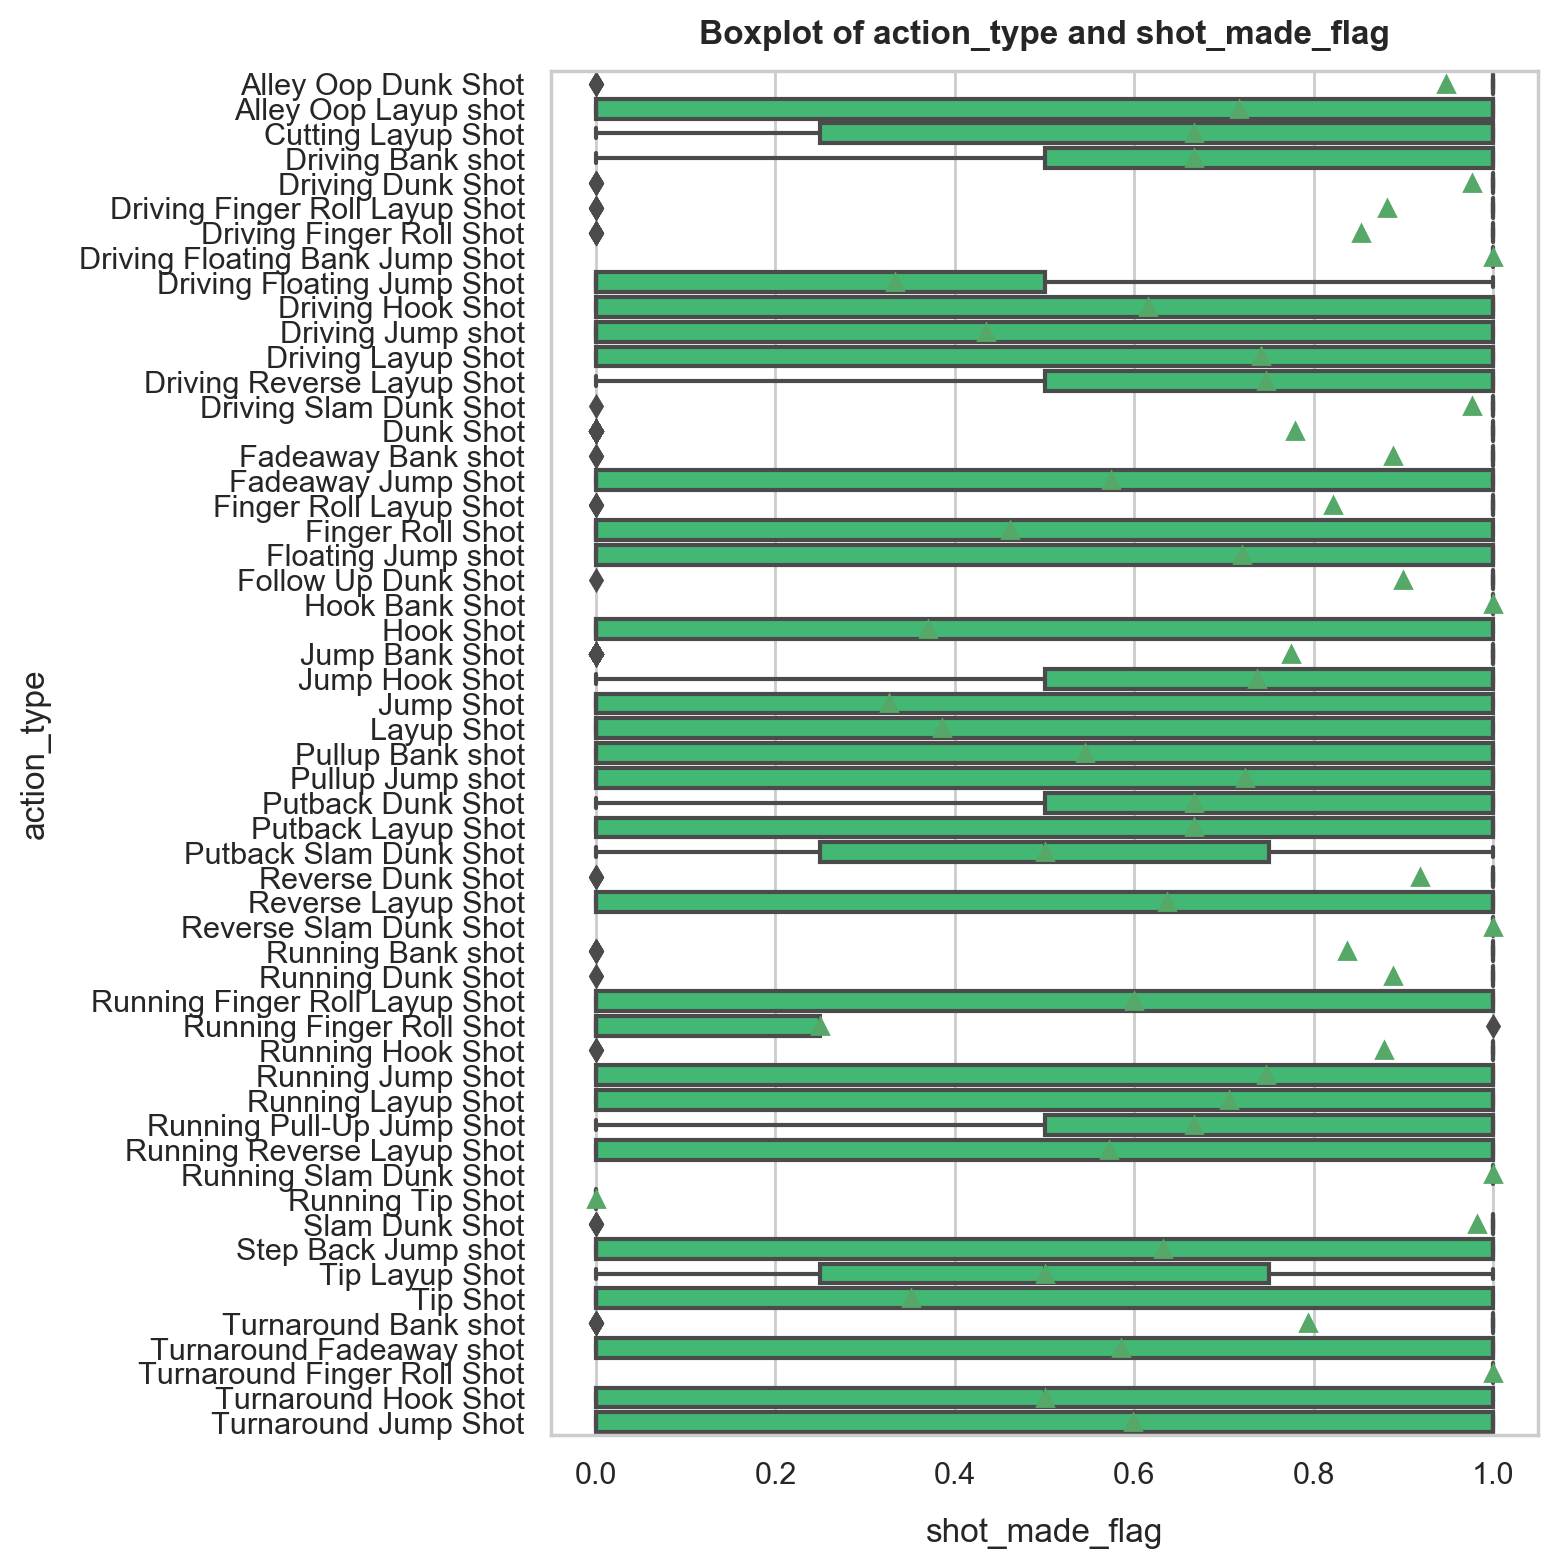 Boxplot of action_type and shot_made_flag
Alley Oop Dunk Shot
Alley Oop Layup shot
Cutting Layup Shot
Driving Bank shot
Driving Dunk Shot
Driving Finger Roll Layup Shot
Driving Finger Roll Shot
Driving Floating Bank Jump Shot
Driving Floating Jump Shot
Driving Hook Shot
Driving Jump shot
Driving Layup Shot
Driving Reverse Layup Shot
Driving Slam Dunk Shot
Dunk Shot
Fadeaway Bank shot
Fadeaway Jump Shot
Finger Roll Layup Shot
Finger Roll Shot
Floating Jump shot
Follow Up Dunk Shot
Hook Bank Shot
Hook Shot
Jump Bank Shot
Jump Hook Shot
Jump Shot
Layup Shot
Pullup Bank shot
Pullup Jump shot
Putback Dunk Shot
Putback Layup Shot
Putback Slam Dunk Shot
Reverse Dunk Shot
Reverse Layup Shot
Reverse Slam Dunk Shot
Running Bank shot
Running Dunk Shot
Running Finger Roll Layup Shot
Running Finger Roll Shot
Running Hook Shot
Running Jump Shot
Running Layup Shot
Running Pull-Up Jump Shot
Running Reverse Layup Shot
Running Slam Dunk Shot
Running Tip Shot
Slam Dunk Shot
Step Back Jump shot
Tip Layup Shot
Tip Shot
Turnaround Bank shot
Turnaround Fadeaway shot
Turnaround Finger Roll Shot
Turnaround Hook Shot
Turnaround Jump Shot
action_type
0.0 0.2 0.4 0.6 0.8 1.0
shot_made_flag